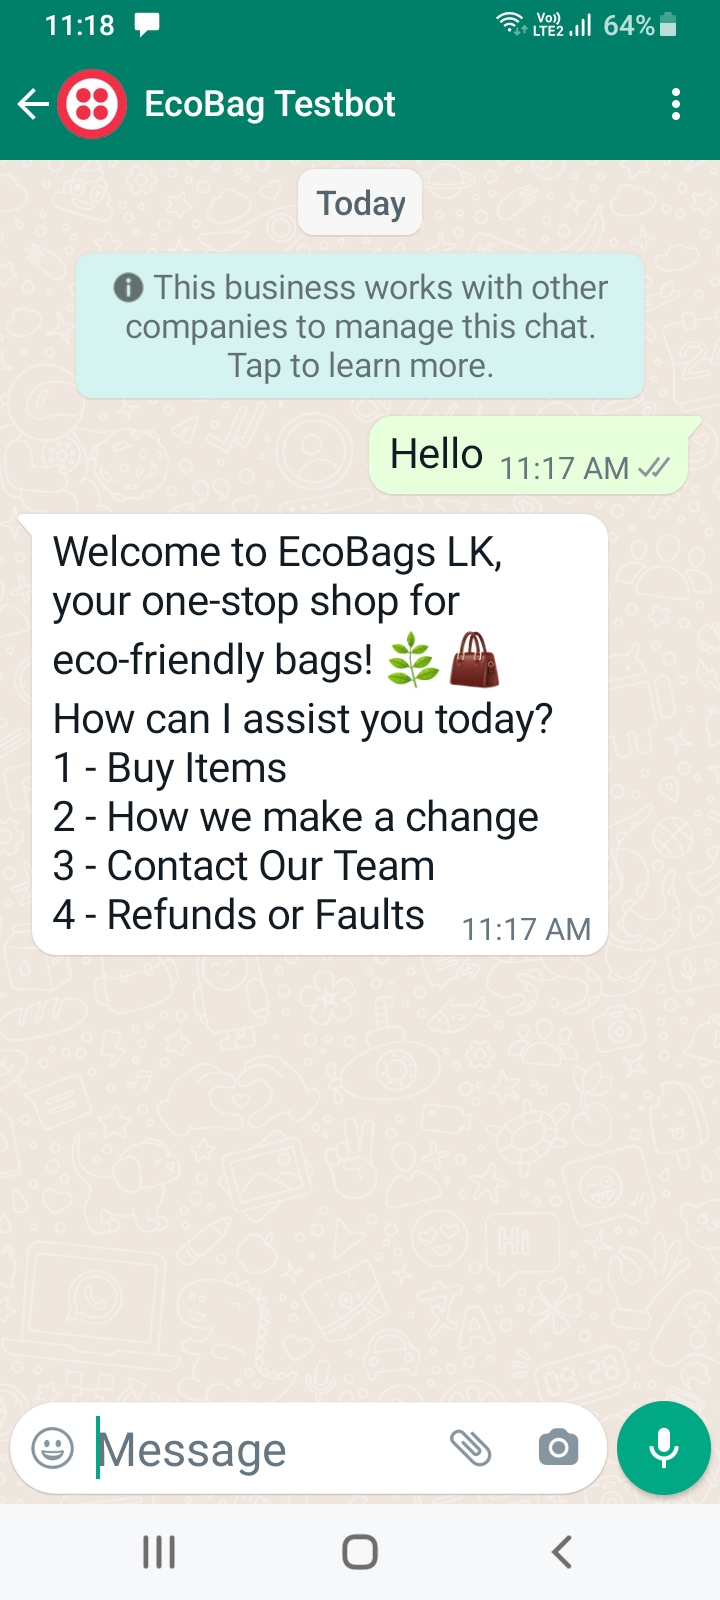 11:18
Vo)) LTE2 64%
EcoBag Testbot
Today
This business works with other
companies to manage this chat.
Tap to learn more.
Hello 11:17 AM
Welcome to EcoBags LK,
your one-stop shop for
eco-friendly bags! 🌿👜
How can I assist you today?
1 - Buy Items
2 - How we make a change
3 - Contact Our Team
4 - Refunds or Faults 11:17 AM
Hi
09:28
Message